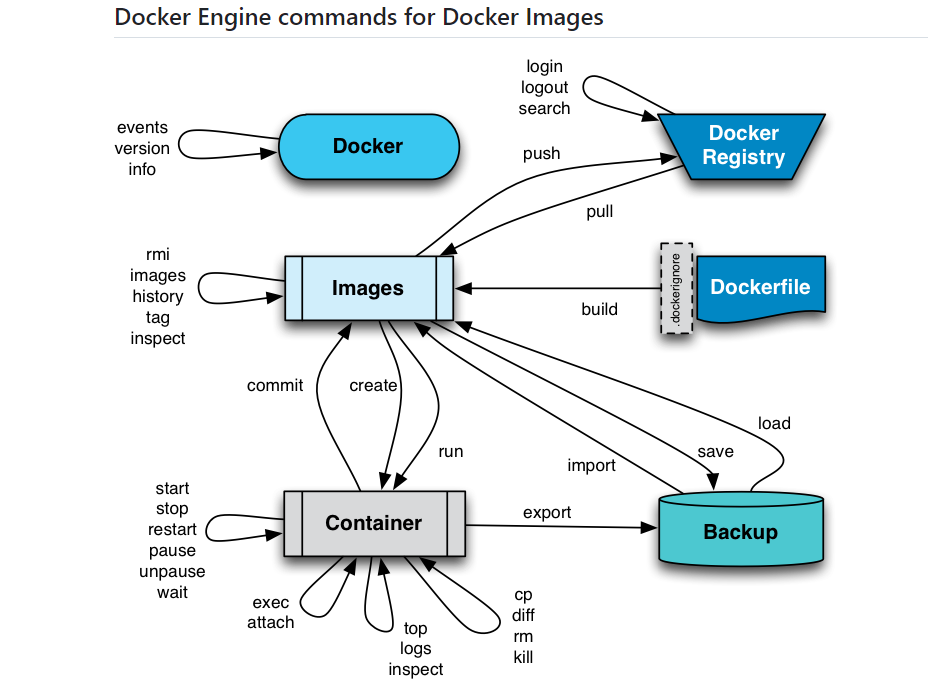 Docker Engine commands for Docker Images
login
logout
search
events
version
info
Docker
Docker
Registry
push
pull
rmi
images
history
tag
inspect
Images
build
.dockerignore
Dockerfile
commit
create
run
import
save
load
start
stop
restart
pause
unpause
wait
Container
export
Backup
exec
attach
top
logs
inspect
cp
diff
rm
kill